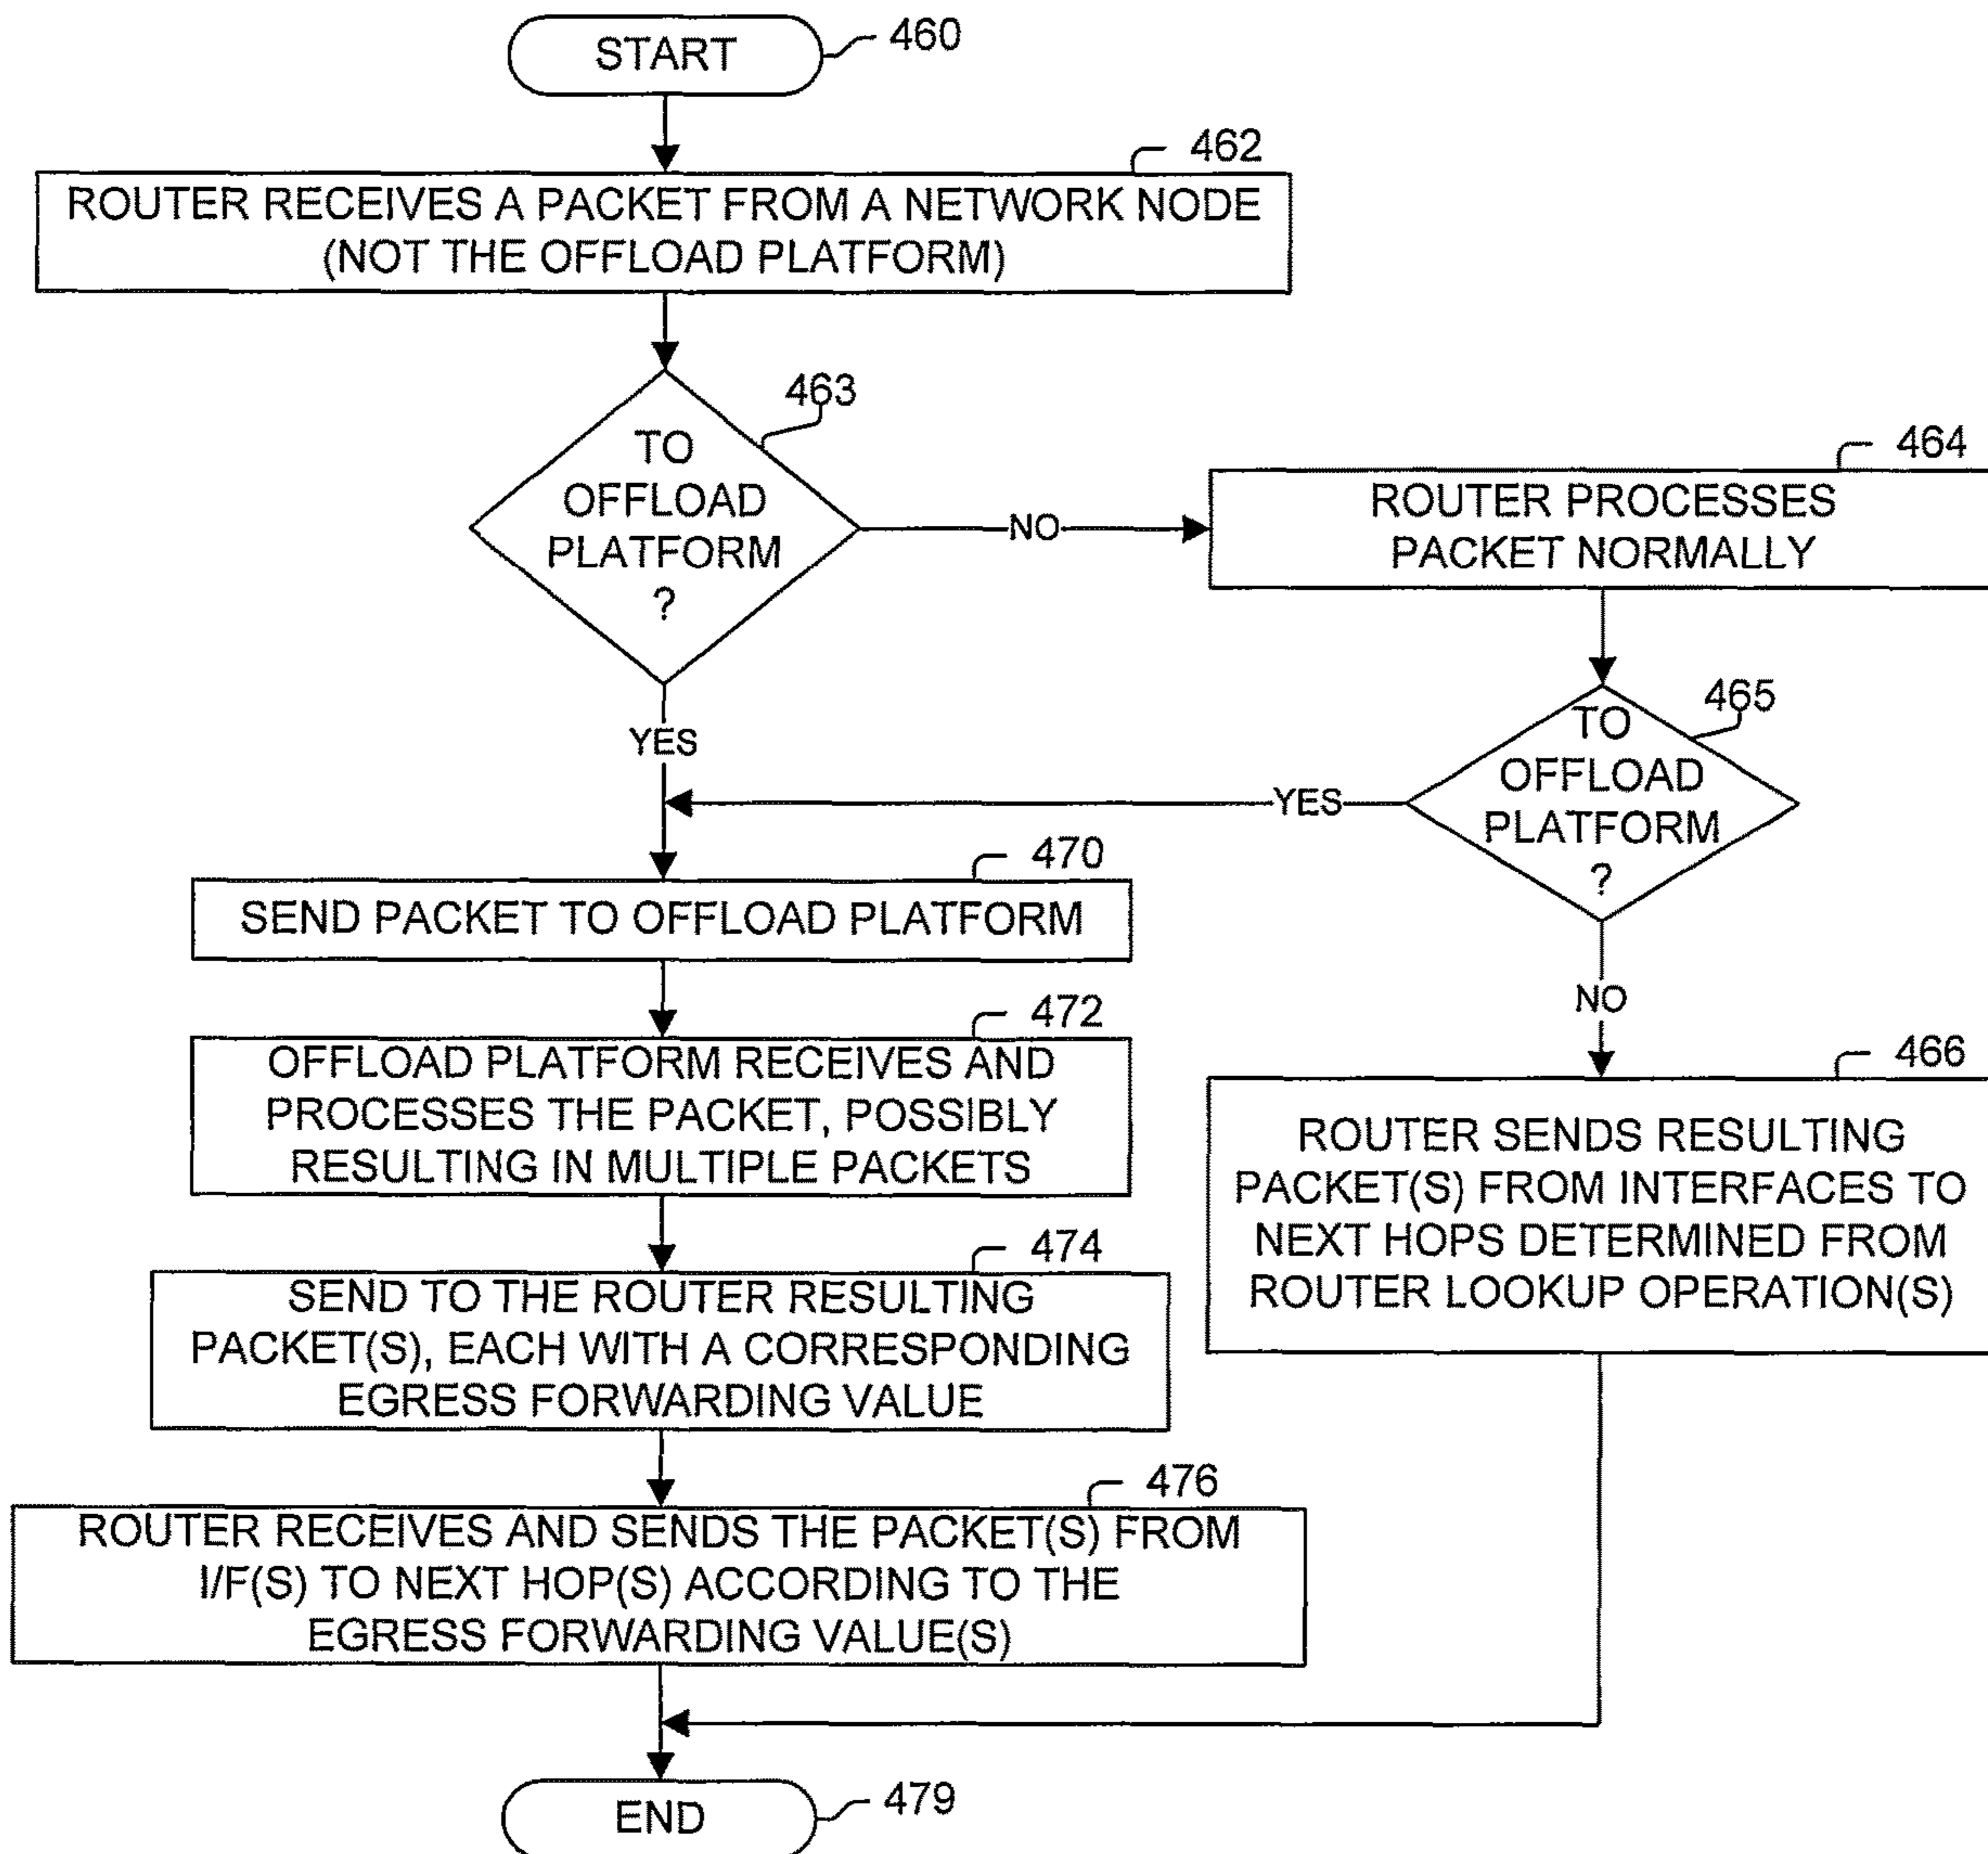 START
460
462
ROUTER RECEIVES A PACKET FROM A NETWORK NODE
(NOT THE OFFLOAD PLATFORM)
463
TO
OFFLOAD
PLATFORM
?
NO
464
ROUTER PROCESSES
PACKET NORMALLY
465
TO
OFFLOAD
PLATFORM
?
YES
YES
NO
470
SEND PACKET TO OFFLOAD PLATFORM
472
OFFLOAD PLATFORM RECEIVES AND
PROCESSES THE PACKET, POSSIBLY
RESULTING IN MULTIPLE PACKETS
466
ROUTER SENDS RESULTING
PACKET(S) FROM INTERFACES TO
NEXT HOPS DETERMINED FROM
ROUTER LOOKUP OPERATION(S)
474
SEND TO THE ROUTER RESULTING
PACKET(S), EACH WITH A CORRESPONDING
EGRESS FORWARDING VALUE
476
ROUTER RECEIVES AND SENDS THE PACKET(S) FROM
I/F(S) TO NEXT HOP(S) ACCORDING TO THE
EGRESS FORWARDING VALUE(S)
END
479